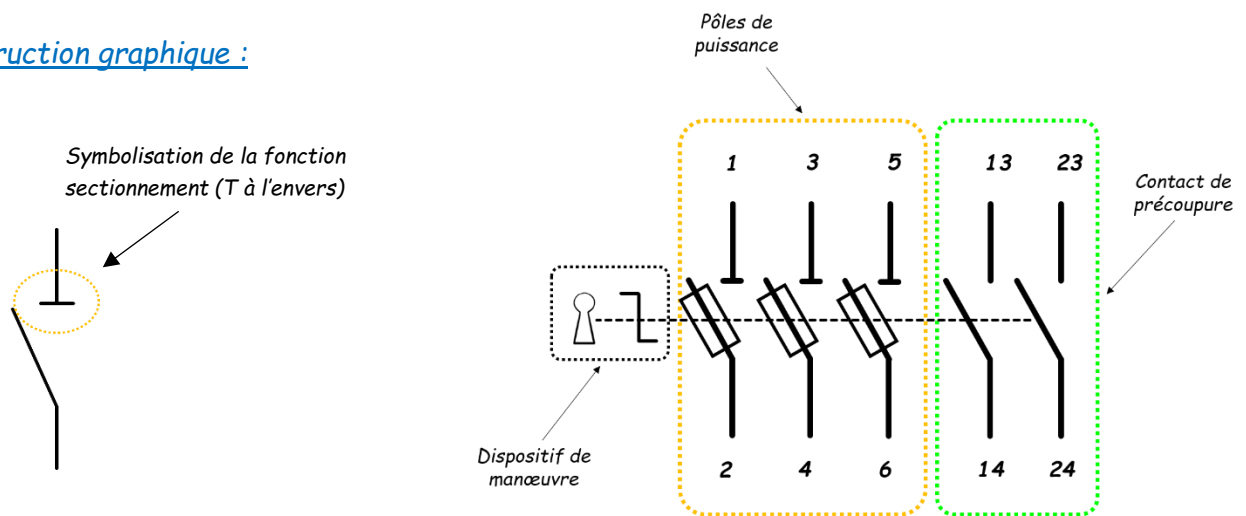 ruction graphique :
Pôles de
puissance
Symbolisation de la fonction
sectionnement (T à l'envers)
1 3 5 13 23
Contact de
précoupure
Dispositif de
manœuvre
2 4 6 14 24